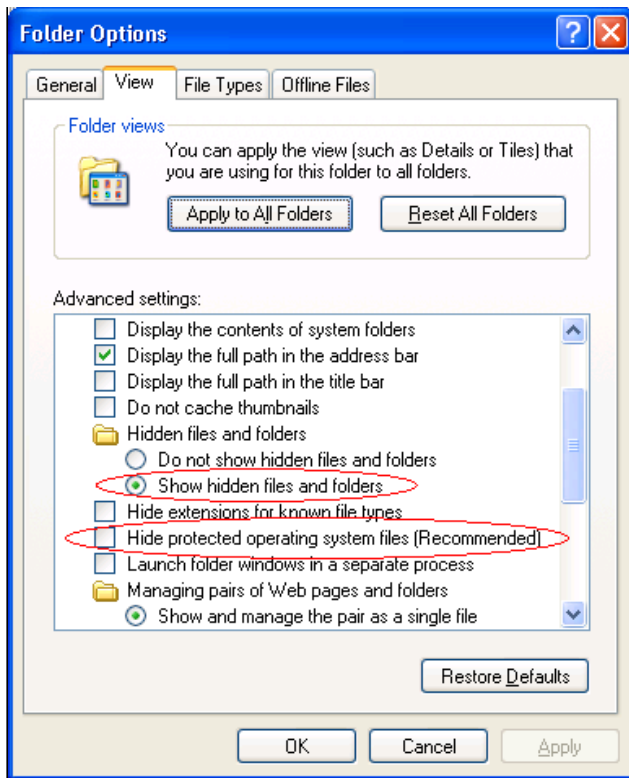 Folder Options
General View File Types Offline Files
Folder views
You can apply the view (such as Details or Tiles) that
you are using for this folder to all folders.
Apply to All Folders Reset All Folders
Advanced settings:
Display the contents of system folders
Display the full path in the address bar
Display the full path in the title bar
Do not cache thumbnails
Hidden files and folders
Do not show hidden files and folders
Show hidden files and folders
Hide extensions for known file types
Hide protected operating system files (Recommended)
Launch folder windows in a separate process
Managing pairs of Web pages and folders
Show and manage the pair as a single file
Restore Defaults
OK Cancel Apply